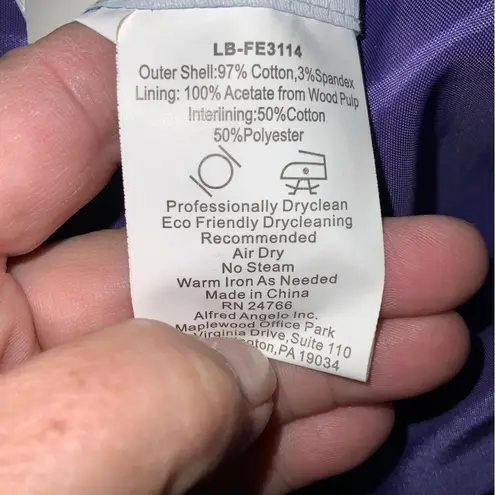 LB-FE3114
Outer Shell:97% Cotton,3%Spandex
Lining: 100% Acetate from Wood Pulp
Interlining:50%Cotton
50%Polyester
Professionally Dryclean
Eco Friendly Drycleaning
Recommended
Air Dry
No Steam
Warm Iron As Needed
Made in China
RN 24766
Alfred Angelo Inc.
Maplewood Office Park
Virginia Drive,Suite 110
PA 19034